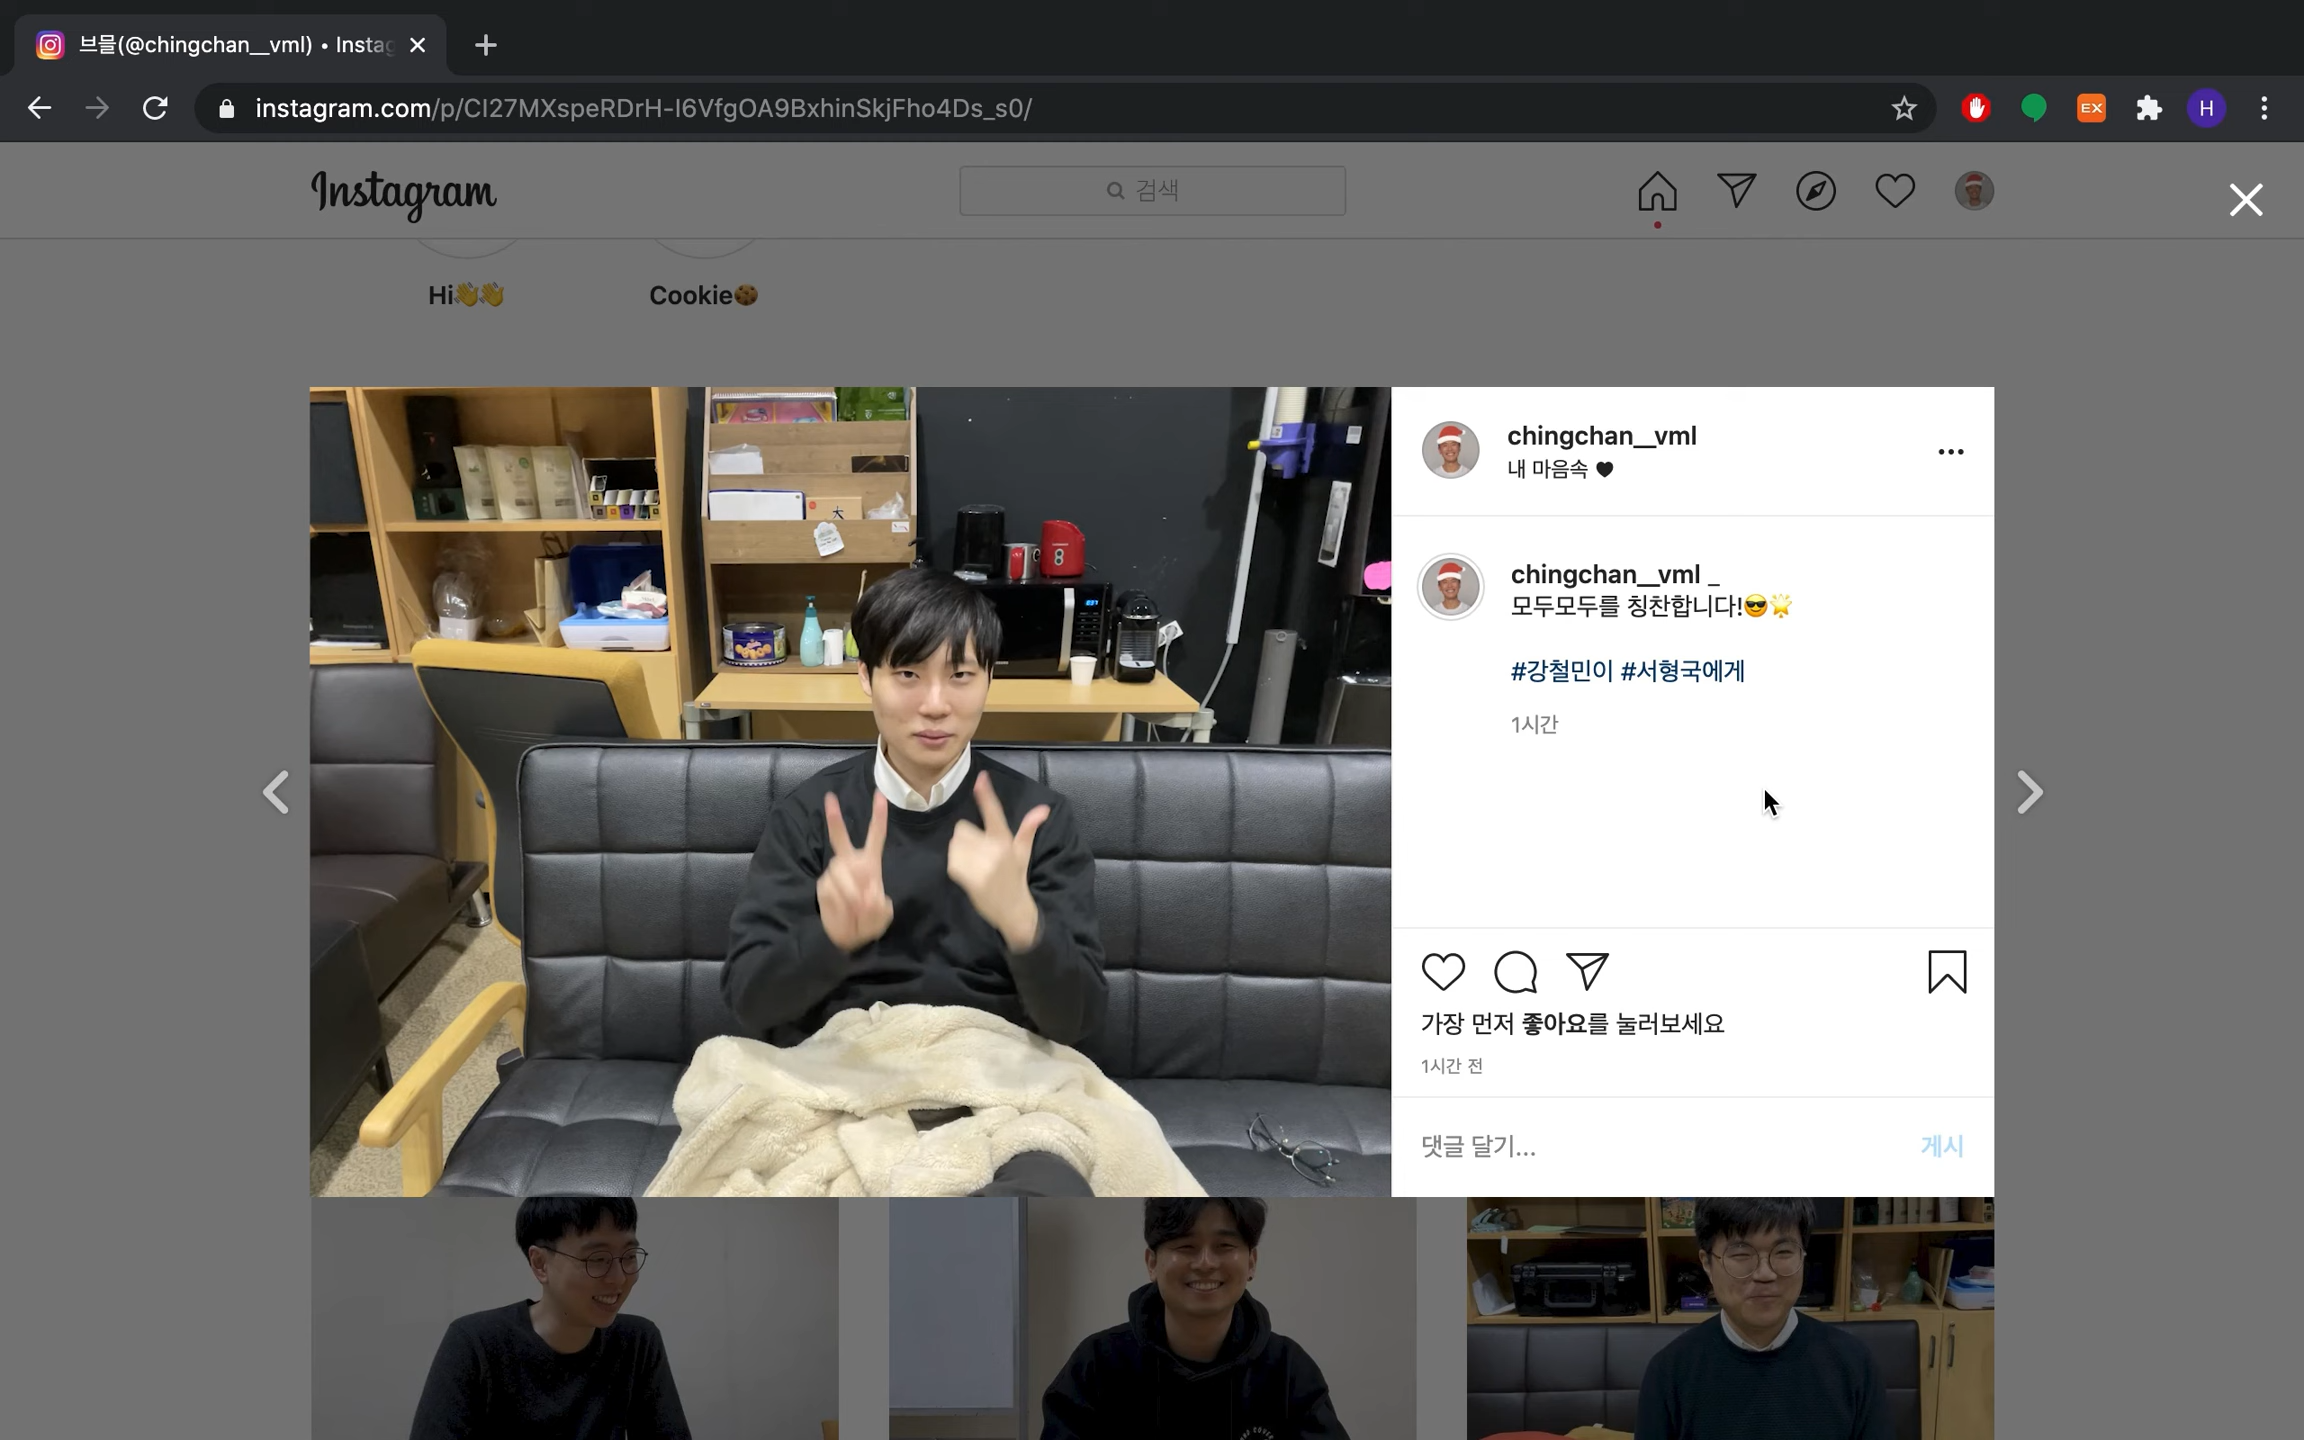 브믈(@chingchan__vml) • Instag
instagram.com/p/CI27MXspeRDrH-I6VfgOA9BxhinSkjFho4Ds_s0/
EX
H
Instagram
검색
Hi👋👋
Cookie🍪
chingchan__vml
내 마음속 🖤
chingchan__vml _
모두모두를 칭찬합니다!😎🌟
#강철민이 #서형국에게
1시간
가장 먼저 좋아요를 눌러보세요
1시간 전
댓글 달기...
게시